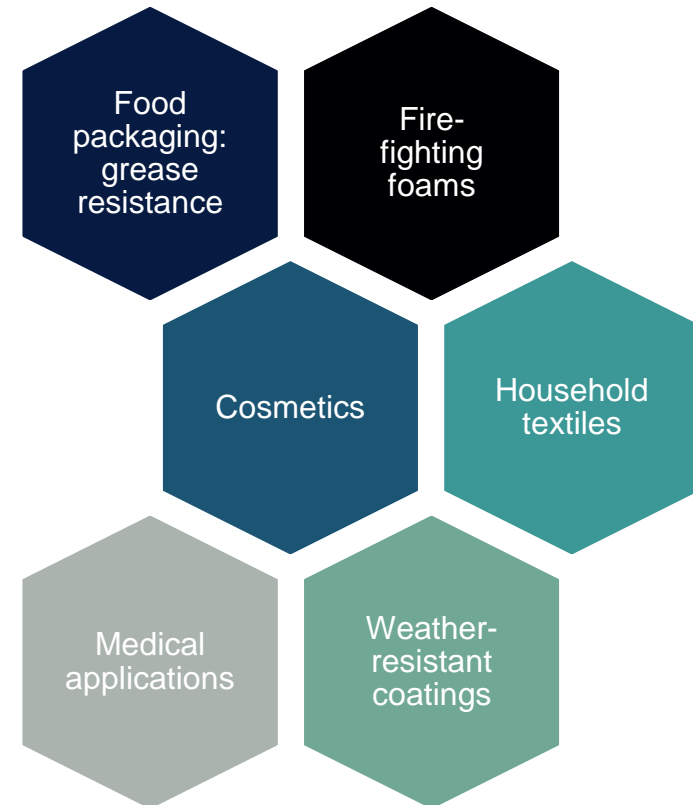 Food
packaging:
grease
resistance
Fire-
fighting
foams
Cosmetics
Household
textiles
Medical
applications
Weather-
resistant
coatings